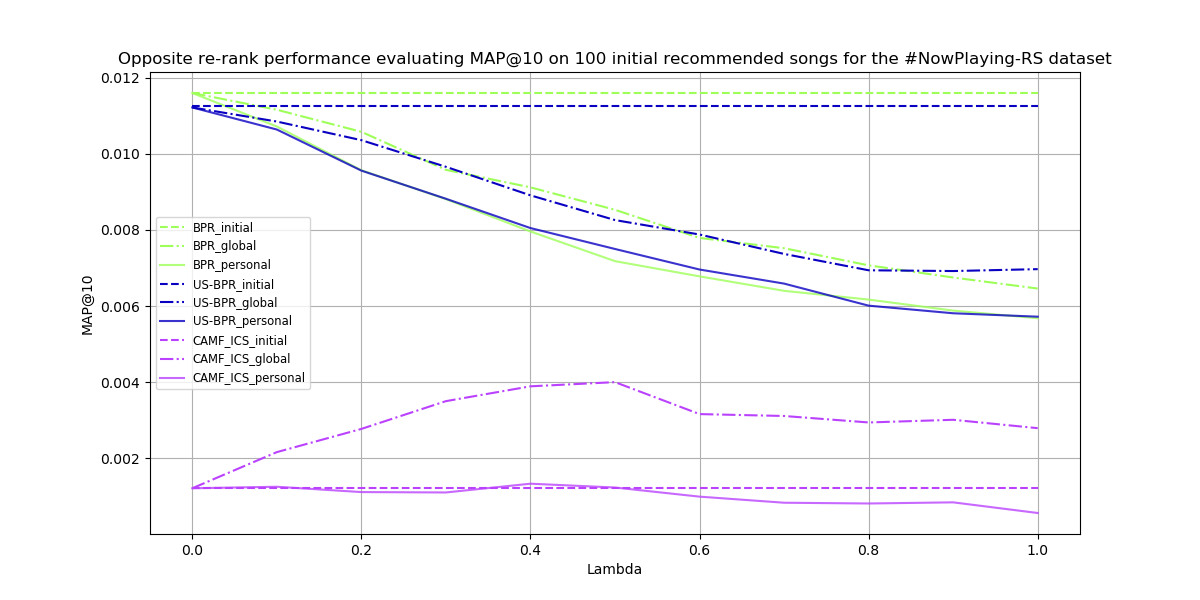 Opposite re-rank performance evaluating MAP@10 on 100 initial recommended songs for the #NowPlaying-RS dataset
0.012
0.010
0.008
0.006
0.004
0.002
MAP@10
BPR_initial
BPR_global
BPR_personal
US-BPR_initial
US-BPR_global
US-BPR_personal
CAMF_ICS_initial
CAMF_ICS_global
CAMF_ICS_personal
0.0 0.2 0.4 0.6 0.8 1.0
Lambda